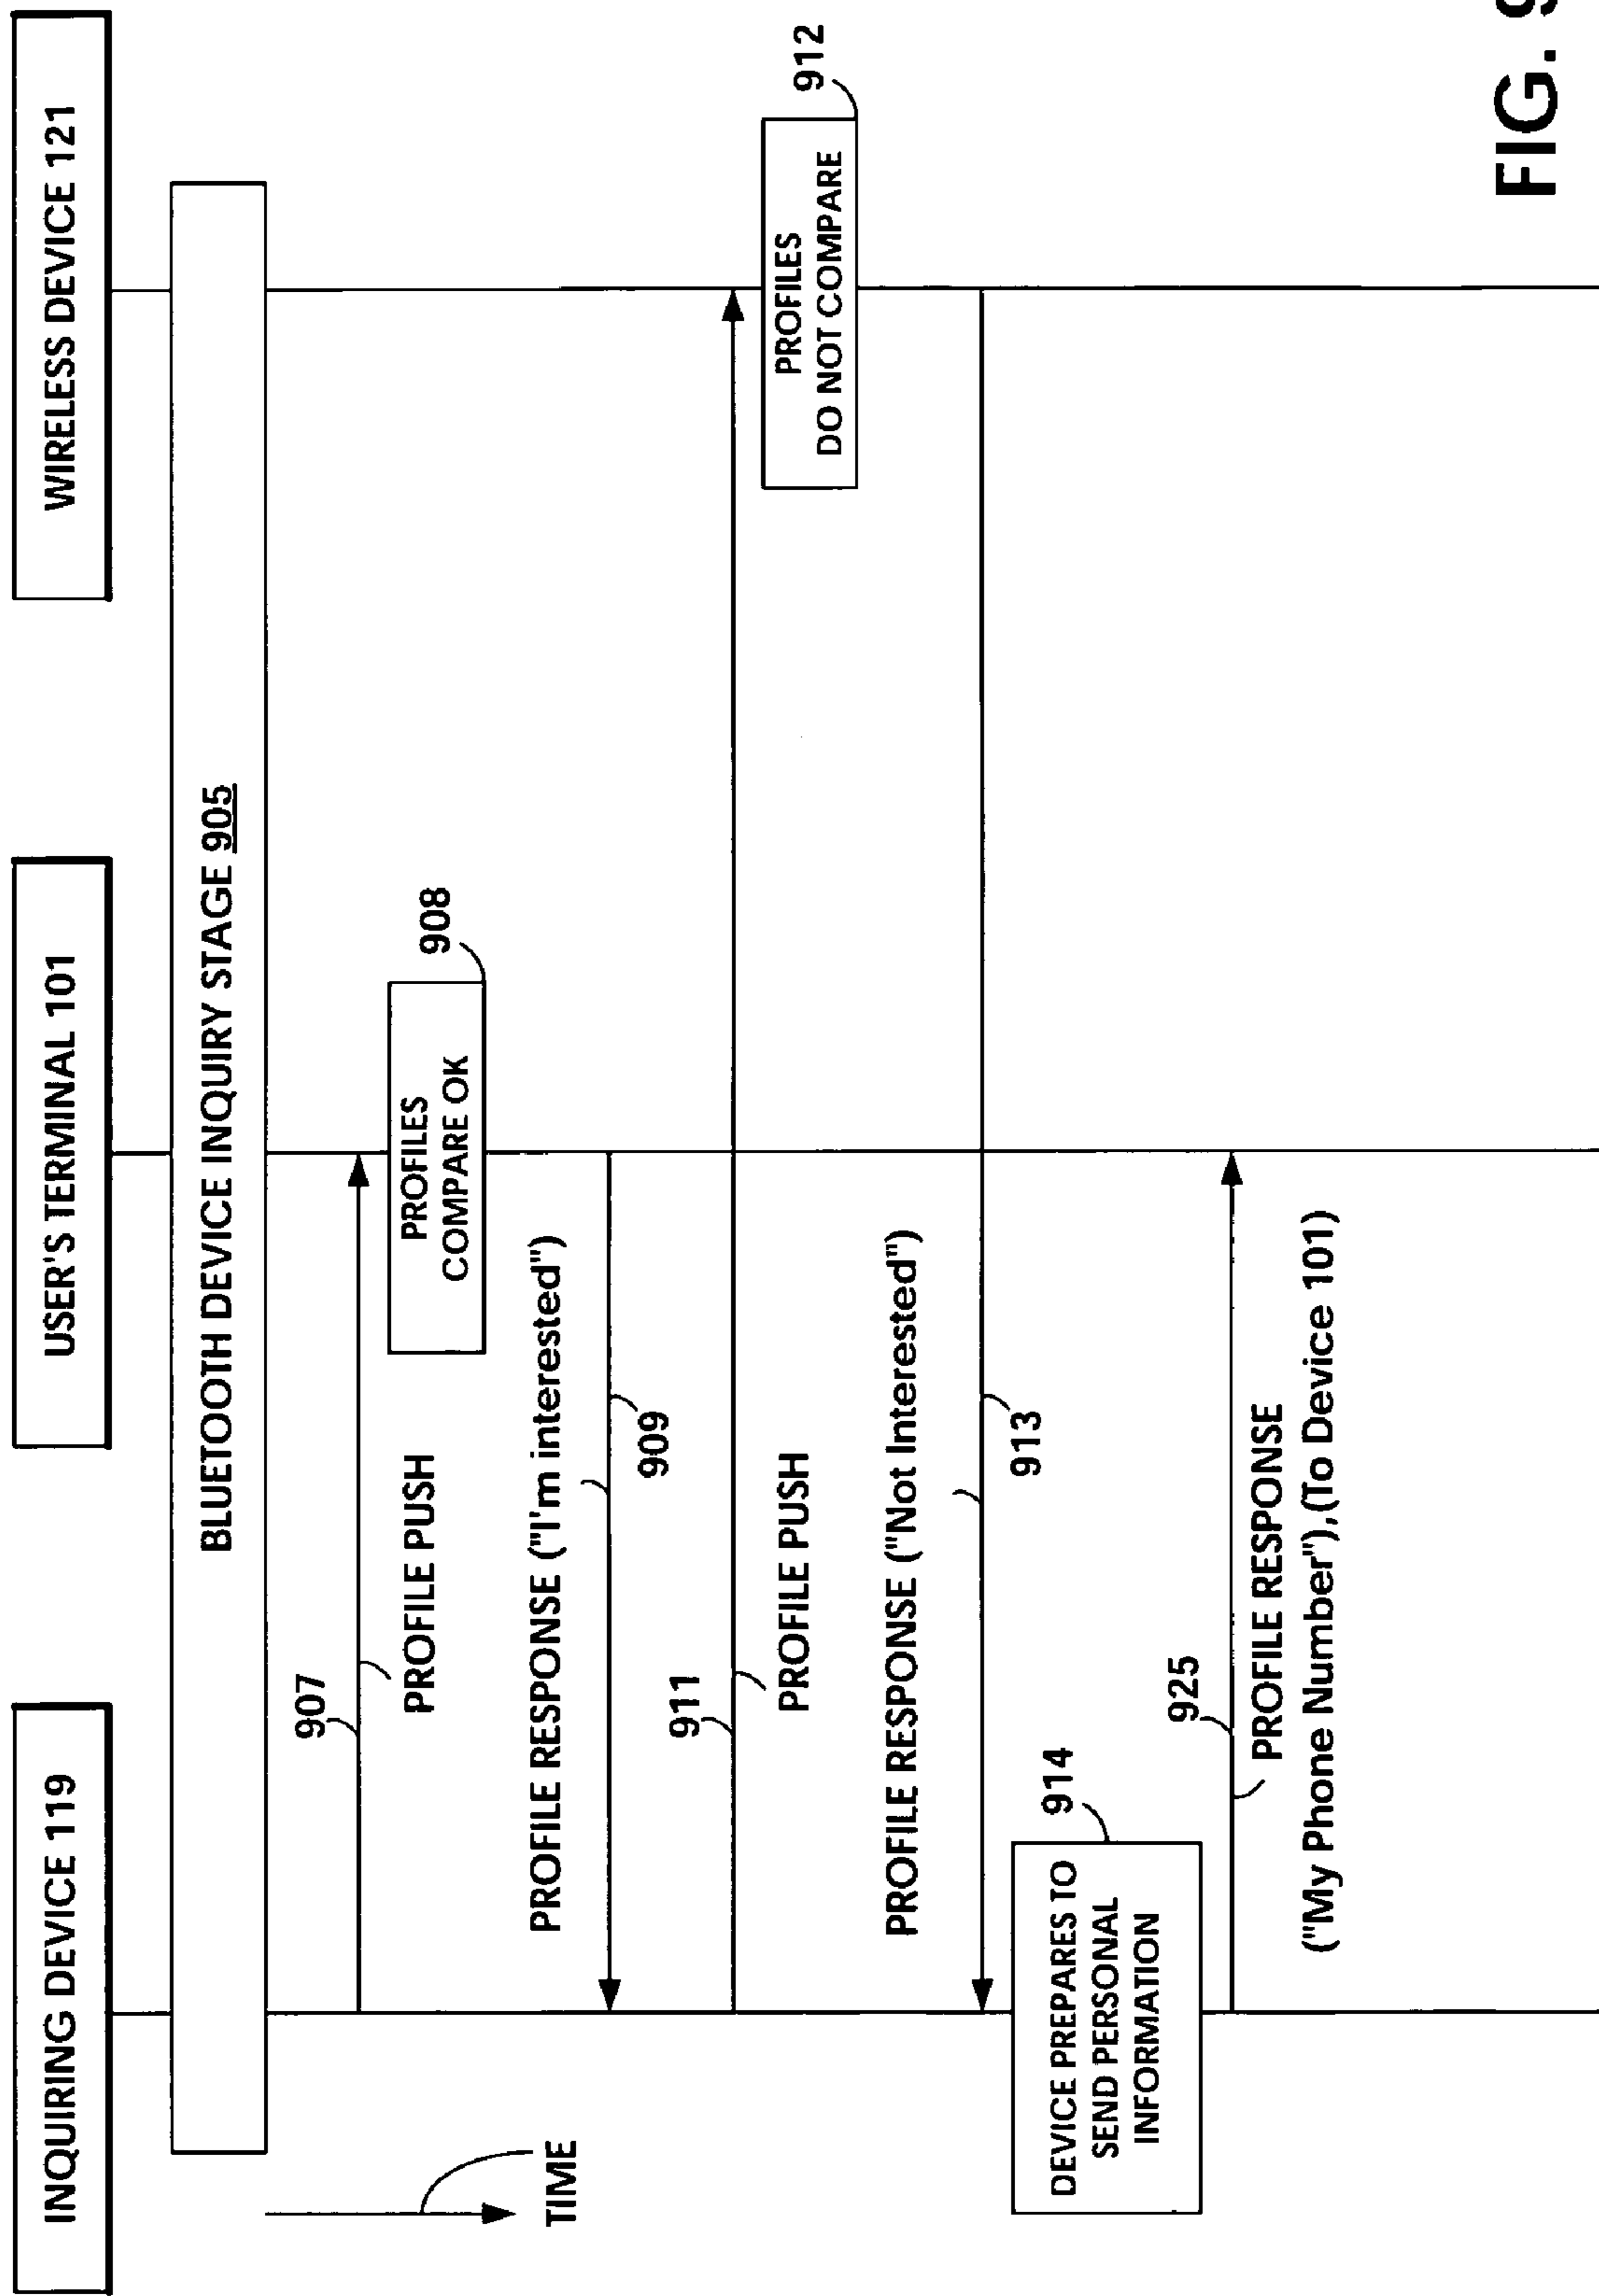 INQUIRING DEVICE 119
USER'S TERMINAL 101
WIRELESS DEVICE 121
BLUETOOTH DEVICE INQUIRY STAGE 905
TIME
907
PROFILE PUSH
PROFILES
COMPARE OK
908
PROFILE RESPONSE ("I'm interested")
909
911
PROFILE PUSH
PROFILES
DO NOT COMPARE
912
PROFILE RESPONSE ("Not Interested")
913
DEVICE PREPARES TO
SEND PERSONAL
INFORMATION
914
925
PROFILE RESPONSE
("My Phone Number"),(To Device 101)
FIG. 9